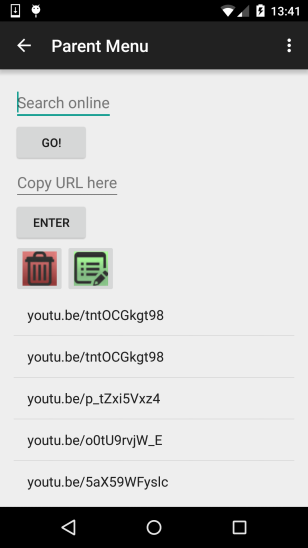 13:41
Parent Menu
Search online
GO!
Copy URL here
ENTER
youtu.be/tntOCGkgt98
youtu.be/tntOCGkgt98
youtu.be/p_tZxi5Vxz4
youtu.be/o0tU9rvjW_E
youtu.be/5aX59WFyslc